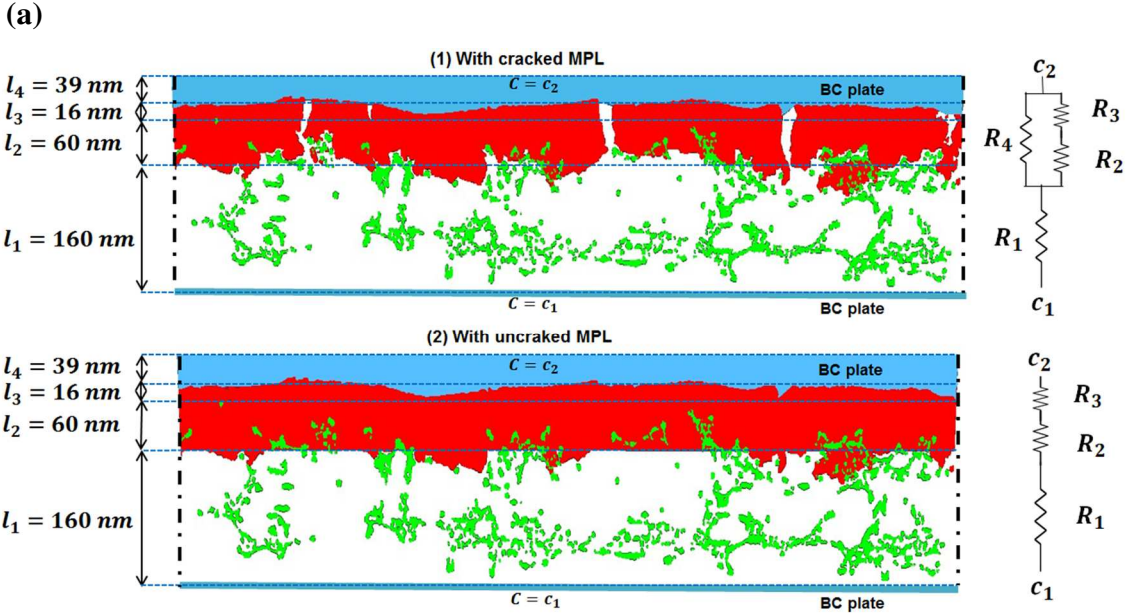 (a)
(1) With cracked MPL
l₄ = 39 nm
C = c₂
BC plate
l₃ = 16 nm
l₂ = 60 nm
l₁ = 160 nm
C = c₁
BC plate
c₂
R₃
R₄
R₂
R₁
c₁
(2) With uncraked MPL
l₄ = 39 nm
C = c₂
BC plate
l₃ = 16 nm
l₂ = 60 nm
l₁ = 160 nm
C = c₁
BC plate
c₂
R₃
R₂
R₁
c₁